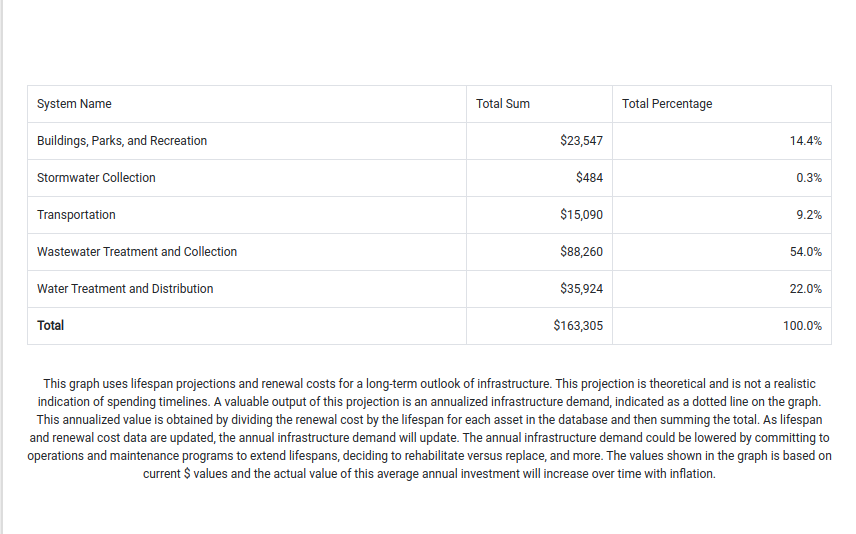 System Name Total Sum Total Percentage
Buildings, Parks, and Recreation $23,547 14.4%
Stormwater Collection $484 0.3%
Transportation $15,090 9.2%
Wastewater Treatment and Collection $88,260 54.0%
Water Treatment and Distribution $35,924 22.0%
Total $163,305 100.0%
This graph uses lifespan projections and renewal costs for a long-term outlook of infrastructure. This projection is theoretical and is not a realistic
indication of spending timelines. A valuable output of this projection is an annualized infrastructure demand, indicated as a dotted line on the graph.
This annualized value is obtained by dividing the renewal cost by the lifespan for each asset in the database and then summing the total. As lifespan
and renewal cost data are updated, the annual infrastructure demand will update. The annual infrastructure demand could be lowered by committing to
operations and maintenance programs to extend lifespans, deciding to rehabilitate versus replace, and more. The values shown in the graph is based on
current $ values and the actual value of this average annual investment will increase over time with inflation.